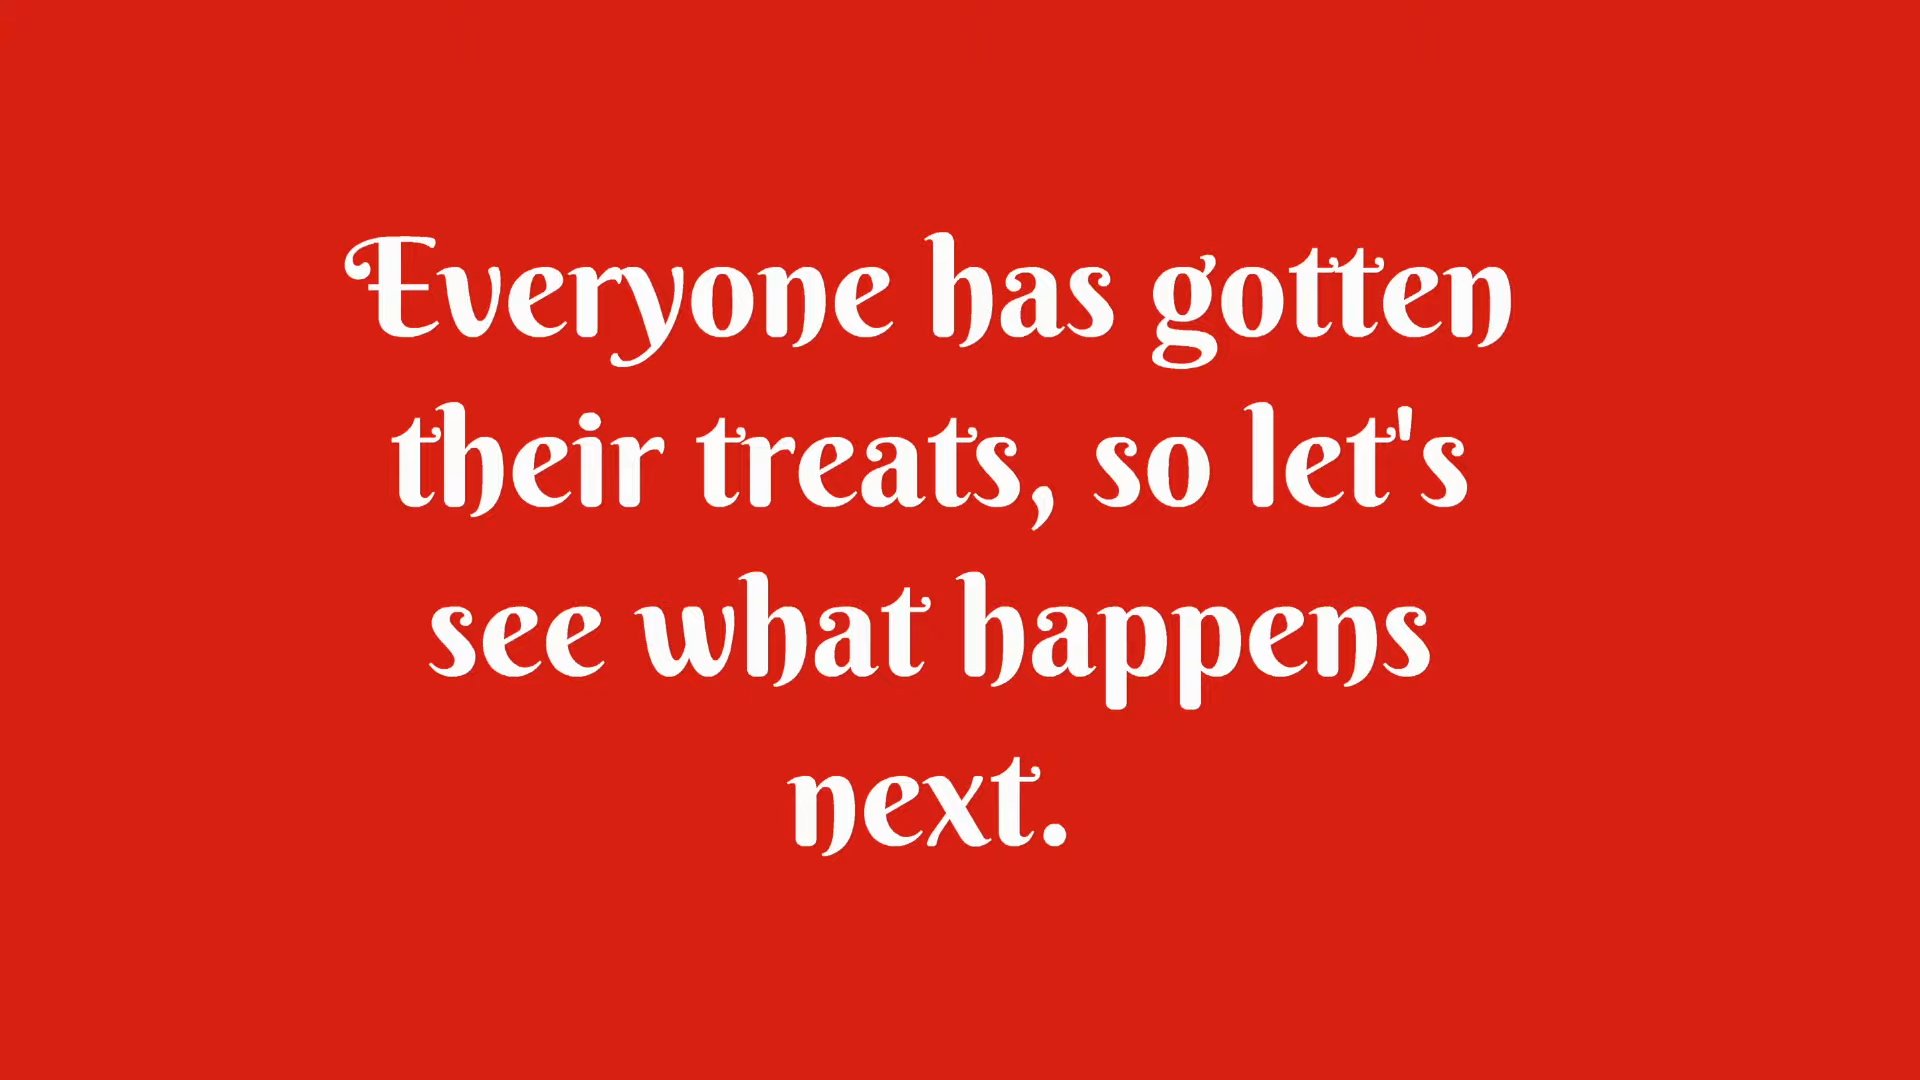 Everyone has gotten
their treats, so let's
see what happens
next.